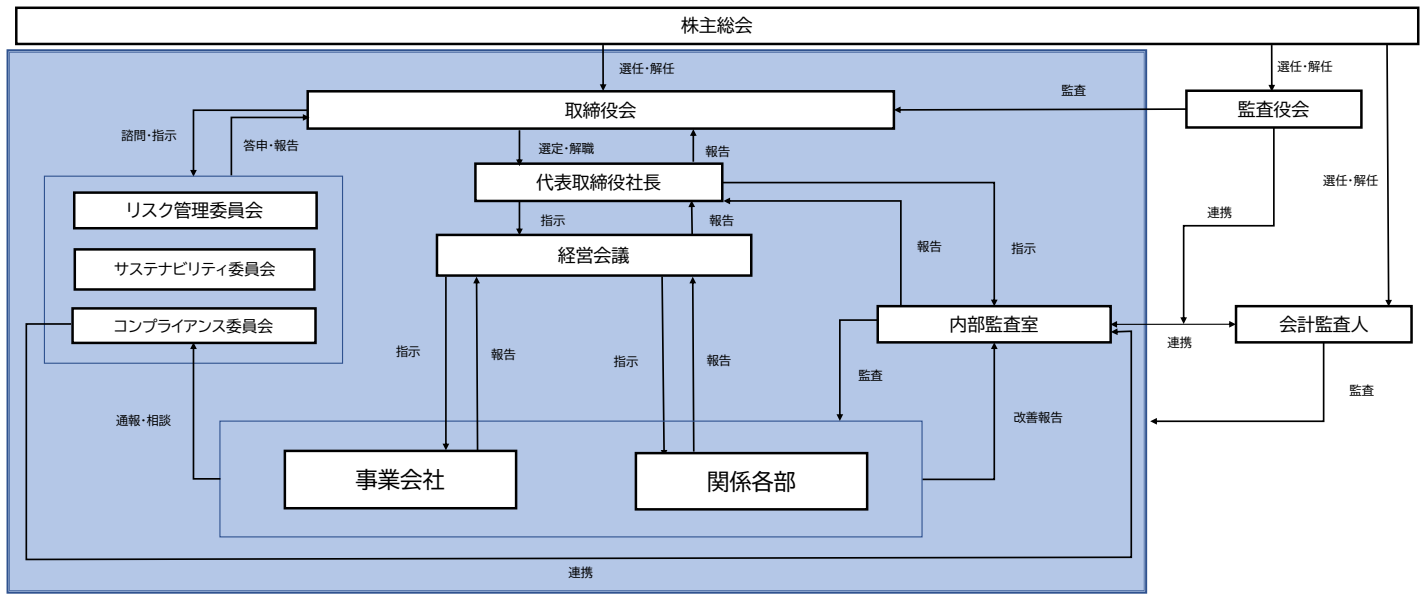 株主総会
選任・解任
選任・解任
監査
取締役会
監査役会
諮問・指示
答申・報告
選定・解職
報告
代表取締役社長
選任・解任
リスク管理委員会
指示
報告
連携
経営会議
報告
指示
サステナビリティ委員会
コンプライアンス委員会
内部監査室
会計監査人
連携
指示
報告
指示
報告
監査
監査
通報・相談
改善報告
事業会社
関係各部
連携